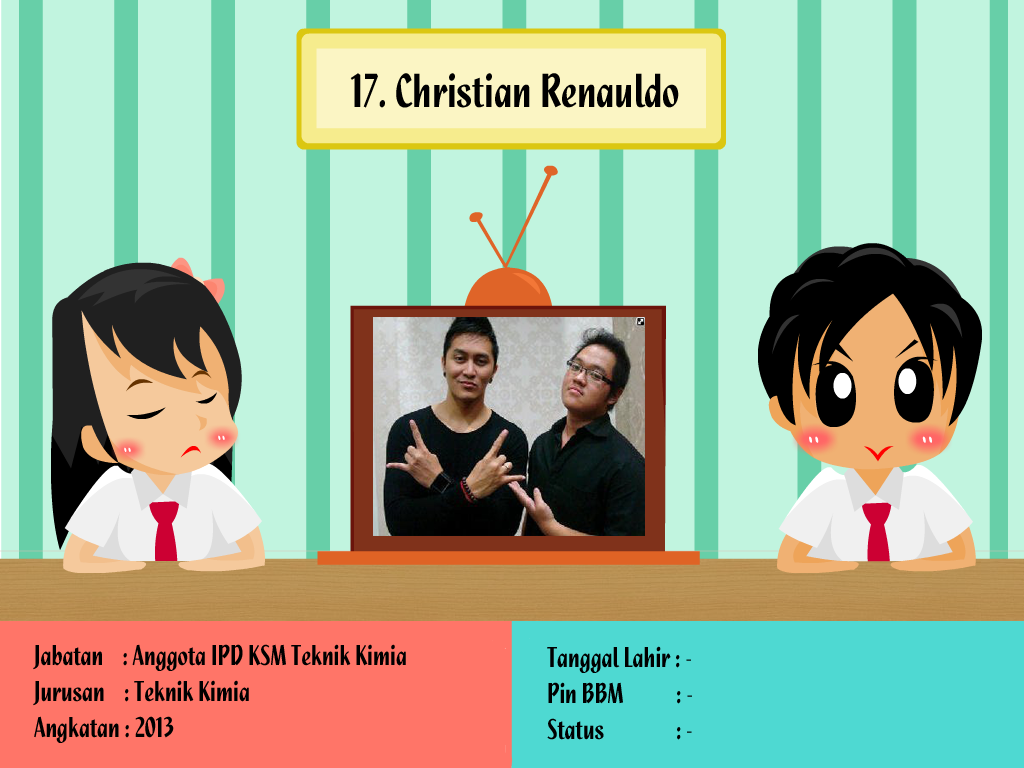 17. Christian Renauldo
Jabatan : Anggota IPD KSM Teknik Kimia
Jurusan : Teknik Kimia
Angkatan : 2013
Tanggal Lahir : -
Pin BBM : -
Status : -